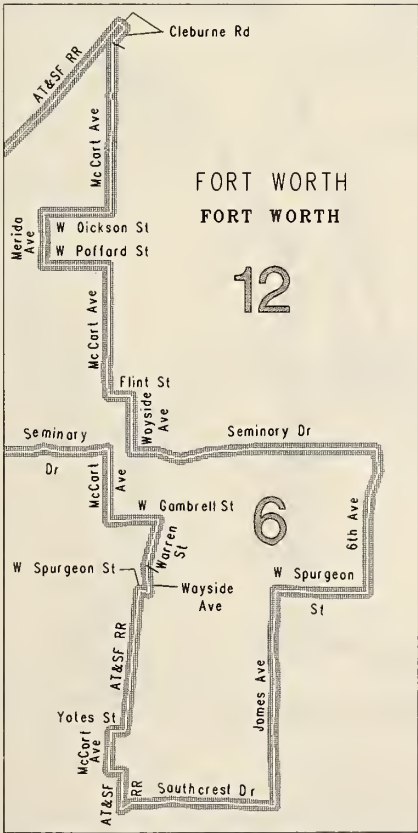 Cleburne Rd
AT&SF RR
McCart Ave
FORT WORTH
FORT WORTH
Merida
Ave
W Dickson St
W Pafford St
12
McCart Ave
Flint St
Wayside
Ave
Seminary
Dr
Seminary Dr
McCart
Ave
W Gambrell St
6
6th Ave
Warren
St
W Spurgeon St
Wayside
Ave
W Spurgeon
St
AT&SF RR
James Ave
Yates St
McCart
Ave
AT&SF
RR
Southcrest Dr